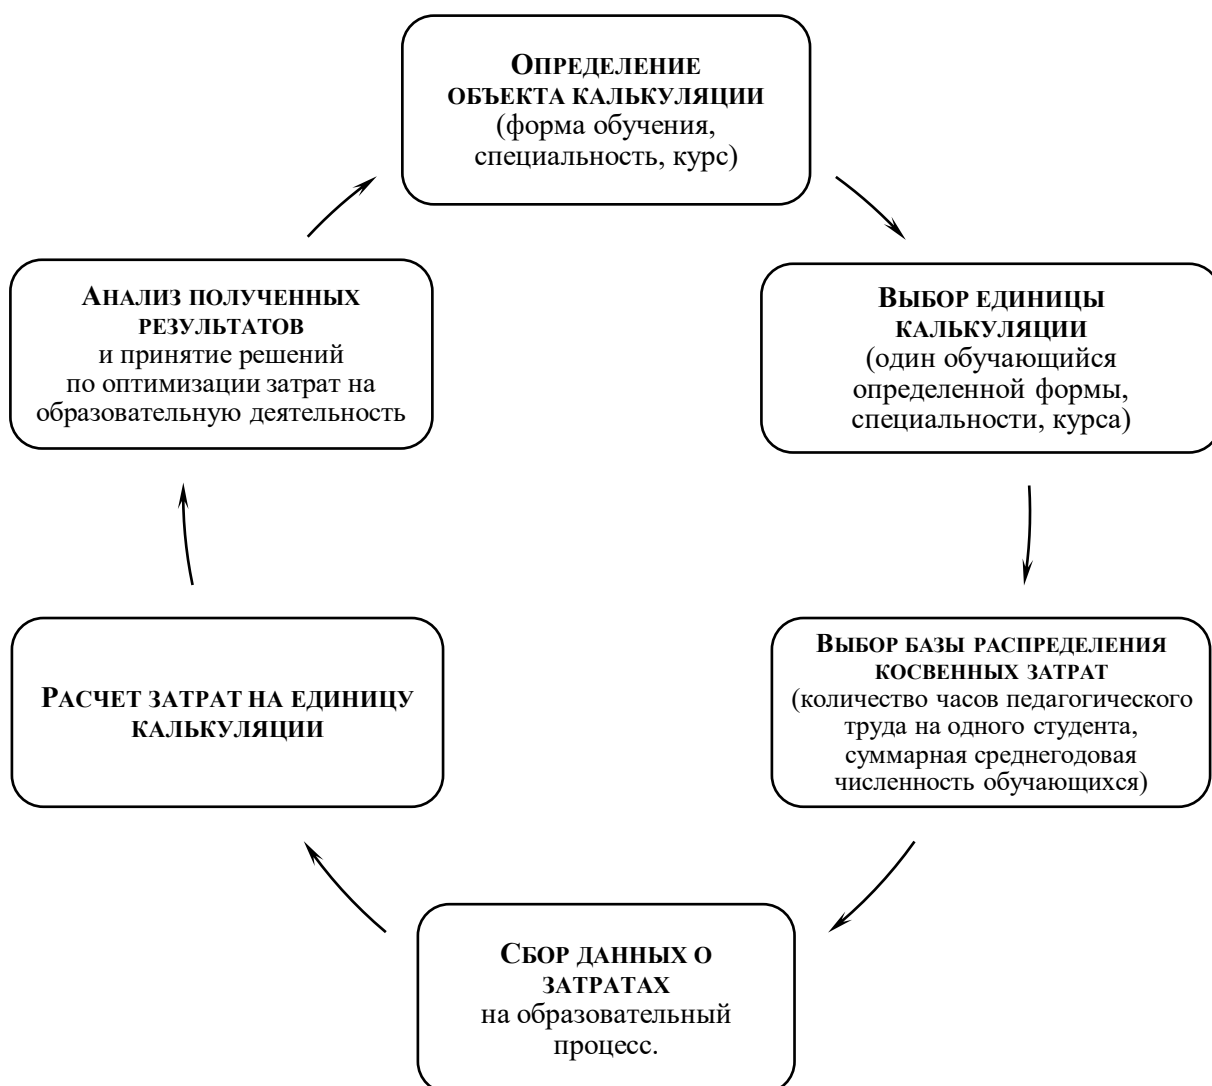 ОПРЕДЕЛЕНИЕ
ОБЪЕКТА КАЛЬКУЛЯЦИИ
(форма обучения,
специальность, курс)
ВЫБОР ЕДИНИЦЫ
КАЛЬКУЛЯЦИИ
(один обучающийся
определенной формы,
специальности, курса)
ВЫБОР БАЗЫ РАСПРЕДЕЛЕНИЯ
КОСВЕННЫХ ЗАТРАТ
(количество часов педагогического
труда на одного студента,
суммарная среднегодовая
численность обучающихся)
СБОР ДАННЫХ О
ЗАТРАТАХ
на образовательный
процесс.
РАСЧЕТ ЗАТРАТ НА ЕДИНИЦУ
КАЛЬКУЛЯЦИИ
АНАЛИЗ ПОЛУЧЕННЫХ
РЕЗУЛЬТАТОВ
и принятие решений
по оптимизации затрат на
образовательную деятельность